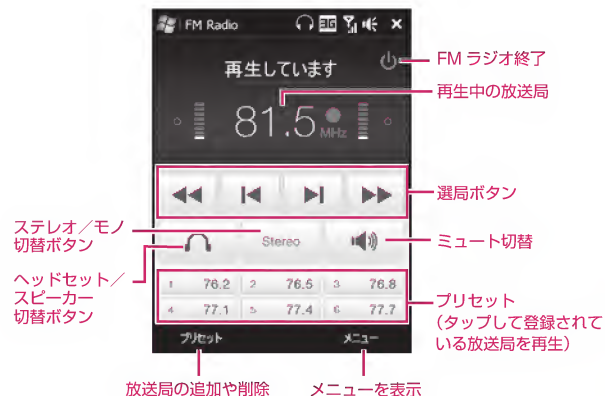 FM Radio
3G
再生しています
FM ラジオ終了
再生中の放送局
81.5
MHz
選局ボタン
ステレオ／モノ
切替ボタン
Stereo
ミュート切替
ヘッドセット／
スピーカー
切替ボタン
1 76.2 2 76.5 3 76.8
4 77.1 5 77.4 6 77.7
プリセット
（タップして登録されて
いる放送局を再生）
プリセット メニュー
放送局の追加や削除 メニューを表示